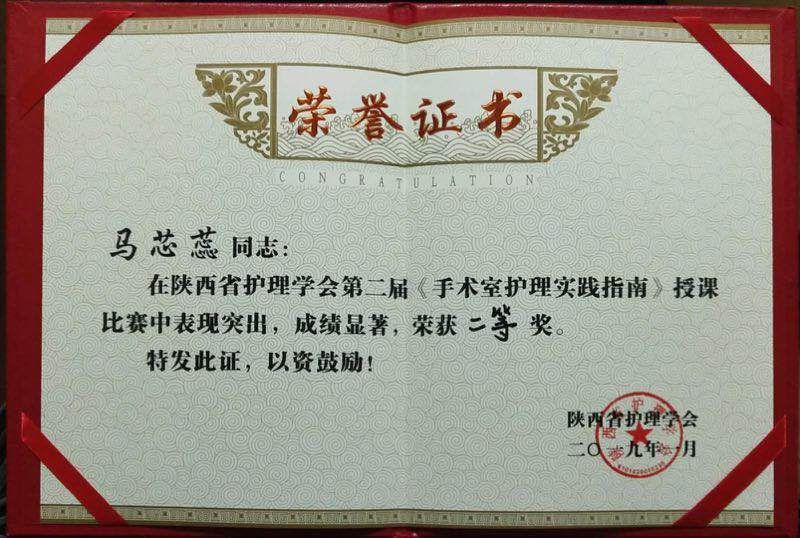 荣誉证书
CONGRATULATION
马芯蕊 同志：
在陕西省护理学会第二届《手术室护理实践指南》授课
比赛中表现突出，成绩显著，荣获 二等 奖。
特发此证，以资鼓励！
陕西省护理学会
二〇一九年一月